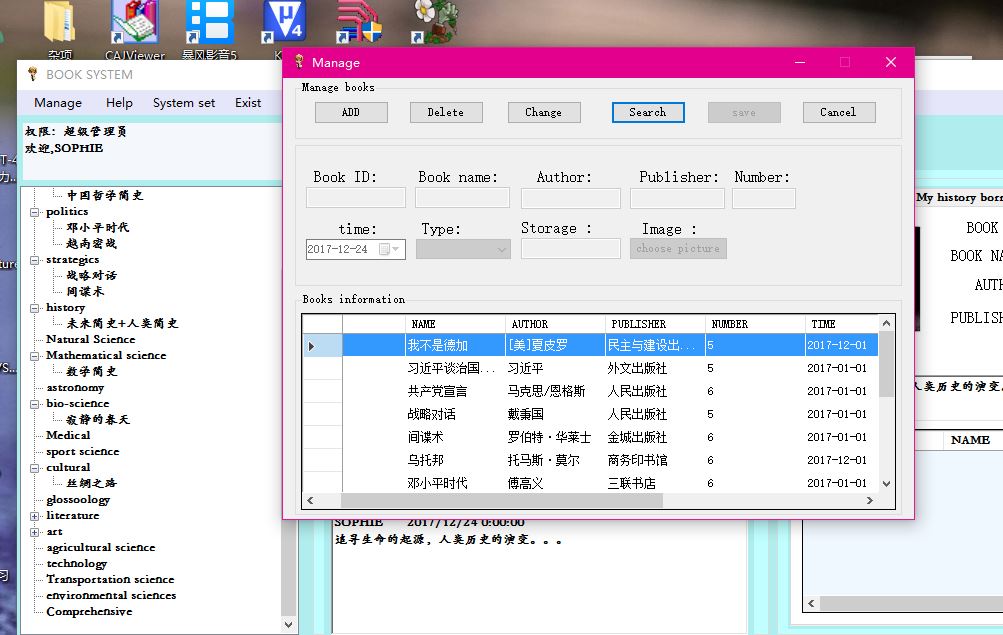 杂项
CAJViewer
暴风影音5
BOOK SYSTEM
Manage Help System set Exist
权限: 超级管理员
欢迎,SOPHIE
中国哲学简史
politics
邓小平时代
越南密战
strategics
战略对话
间谍术
history
未来简史+人类简史
Natural Science
Mathematical science
数学简史
astronomy
bio-science
寂静的春天
Medical
sport science
cultural
丝绸之路
glossoology
literature
art
agricultural science
technology
Transportation science
environmental sciences
Comprehensive
Manage
Manage books
ADD Delete Change Search save Cancel
Book ID: Book name: Author: Publisher: Number:
time: Type: Storage : Image :
2017-12-24 choose picture
Books information
NAME AUTHOR PUBLISHER NUMBER TIME
我不是德加 [美]夏皮罗 民主与建设出... 5 2017-12-01
习近平谈治国... 习近平 外文出版社 5 2017-01-01
共产党宣言 马克思/恩格斯 人民出版社 6 2017-01-01
战略对话 戴秉国 人民出版社 5 2017-01-01
间谍术 罗伯特·华莱士 金城出版社 6 2017-01-01
乌托邦 托马斯·莫尔 商务印书馆 6 2017-12-01
邓小平时代 傅高义 三联书店 6 2017-01-01
SOPHIE 2017/12/24 0:00:00
追寻生命的起源，人类历史的演变。。。
My history borr
BOOK
BOOK NA
AUTH
PUBLISH
人类历史的演变。
NAME